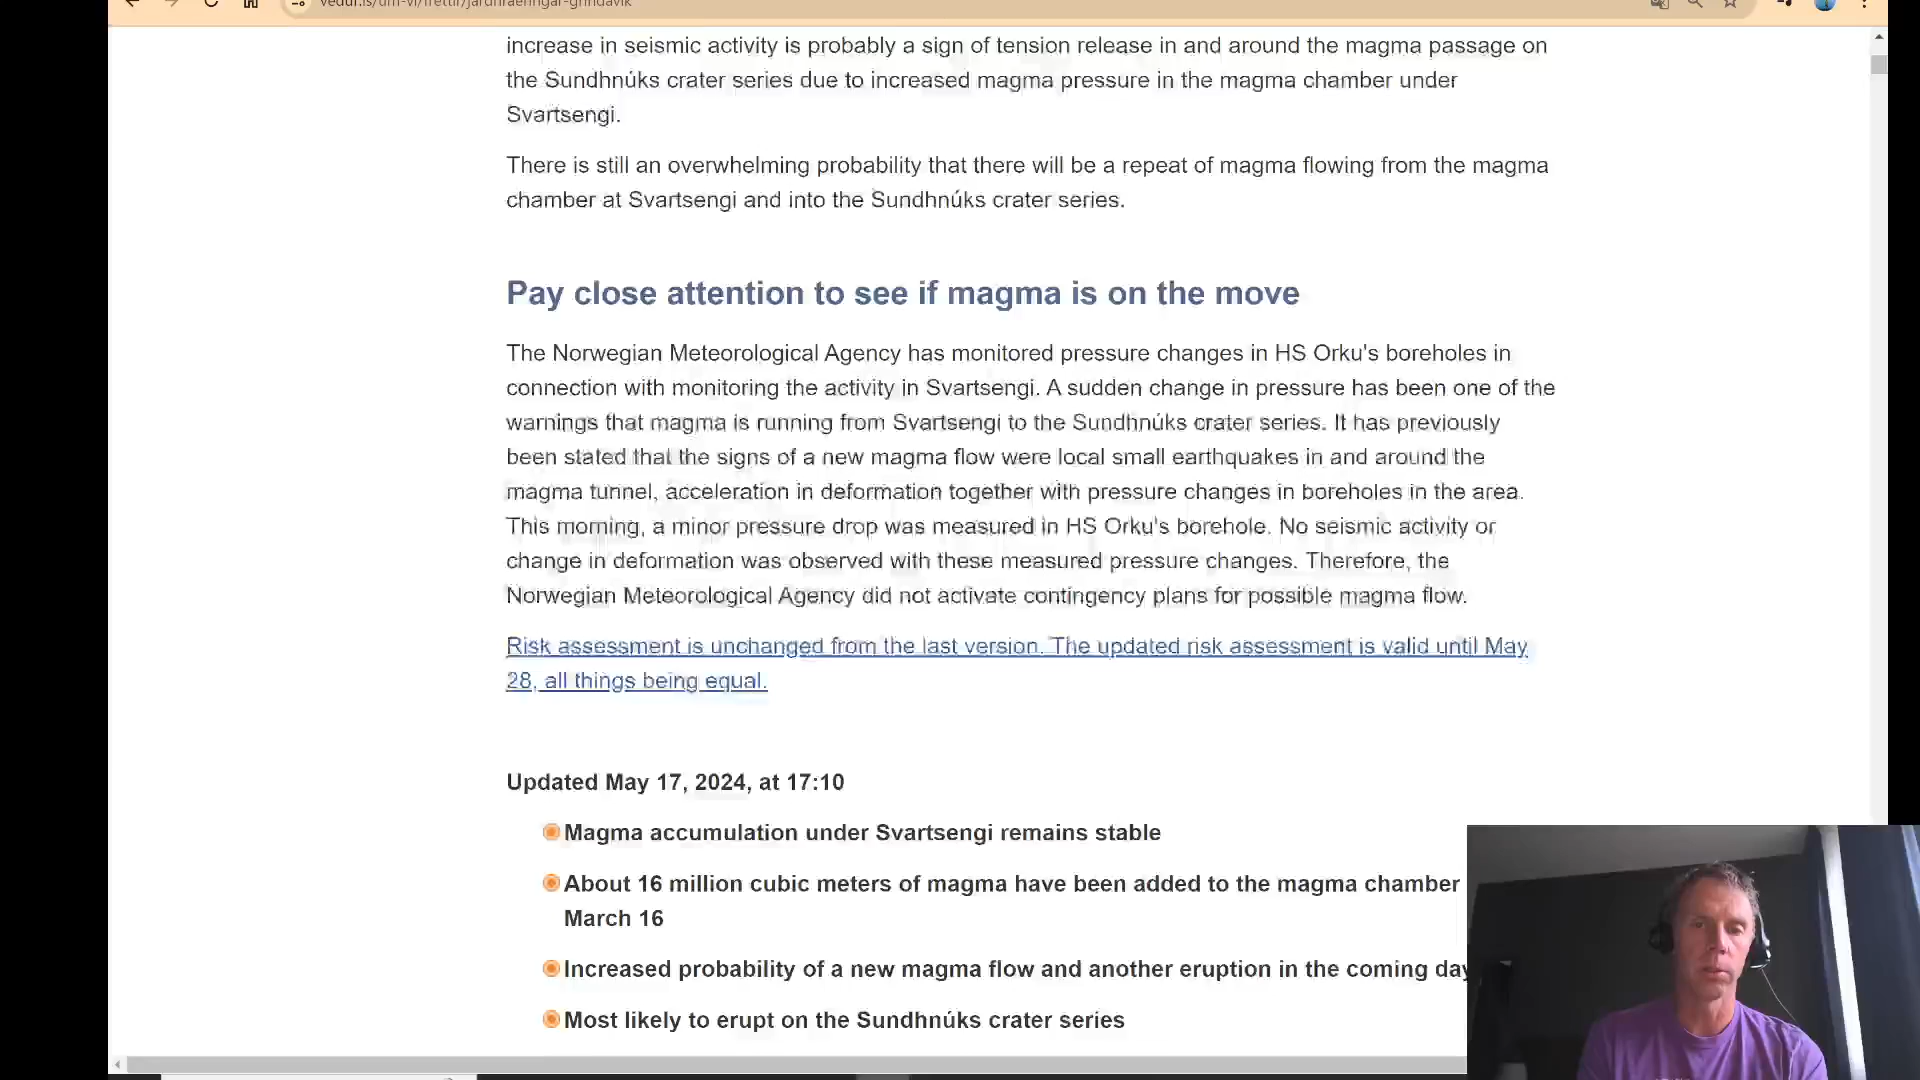 vedur.is/um-vi/frettir/jardhraeringar-grindavik
increase in seismic activity is probably a sign of tension release in and around the magma passage on
the Sundhnúks crater series due to increased magma pressure in the magma chamber under
Svartsengi.
There is still an overwhelming probability that there will be a repeat of magma flowing from the magma
chamber at Svartsengi and into the Sundhnúks crater series.
Pay close attention to see if magma is on the move
The Norwegian Meteorological Agency has monitored pressure changes in HS Orku's boreholes in
connection with monitoring the activity in Svartsengi. A sudden change in pressure has been one of the
warnings that magma is running from Svartsengi to the Sundhnúks crater series. It has previously
been stated that the signs of a new magma flow were local small earthquakes in and around the
magma tunnel, acceleration in deformation together with pressure changes in boreholes in the area.
This morning, a minor pressure drop was measured in HS Orku's borehole. No seismic activity or
change in deformation was observed with these measured pressure changes. Therefore, the
Norwegian Meteorological Agency did not activate contingency plans for possible magma flow.
Risk assessment is unchanged from the last version. The updated risk assessment is valid until May
28, all things being equal.
Updated May 17, 2024, at 17:10
Magma accumulation under Svartsengi remains stable
About 16 million cubic meters of magma have been added to the magma chamber
March 16
Increased probability of a new magma flow and another eruption in the coming day
Most likely to erupt on the Sundhnúks crater series